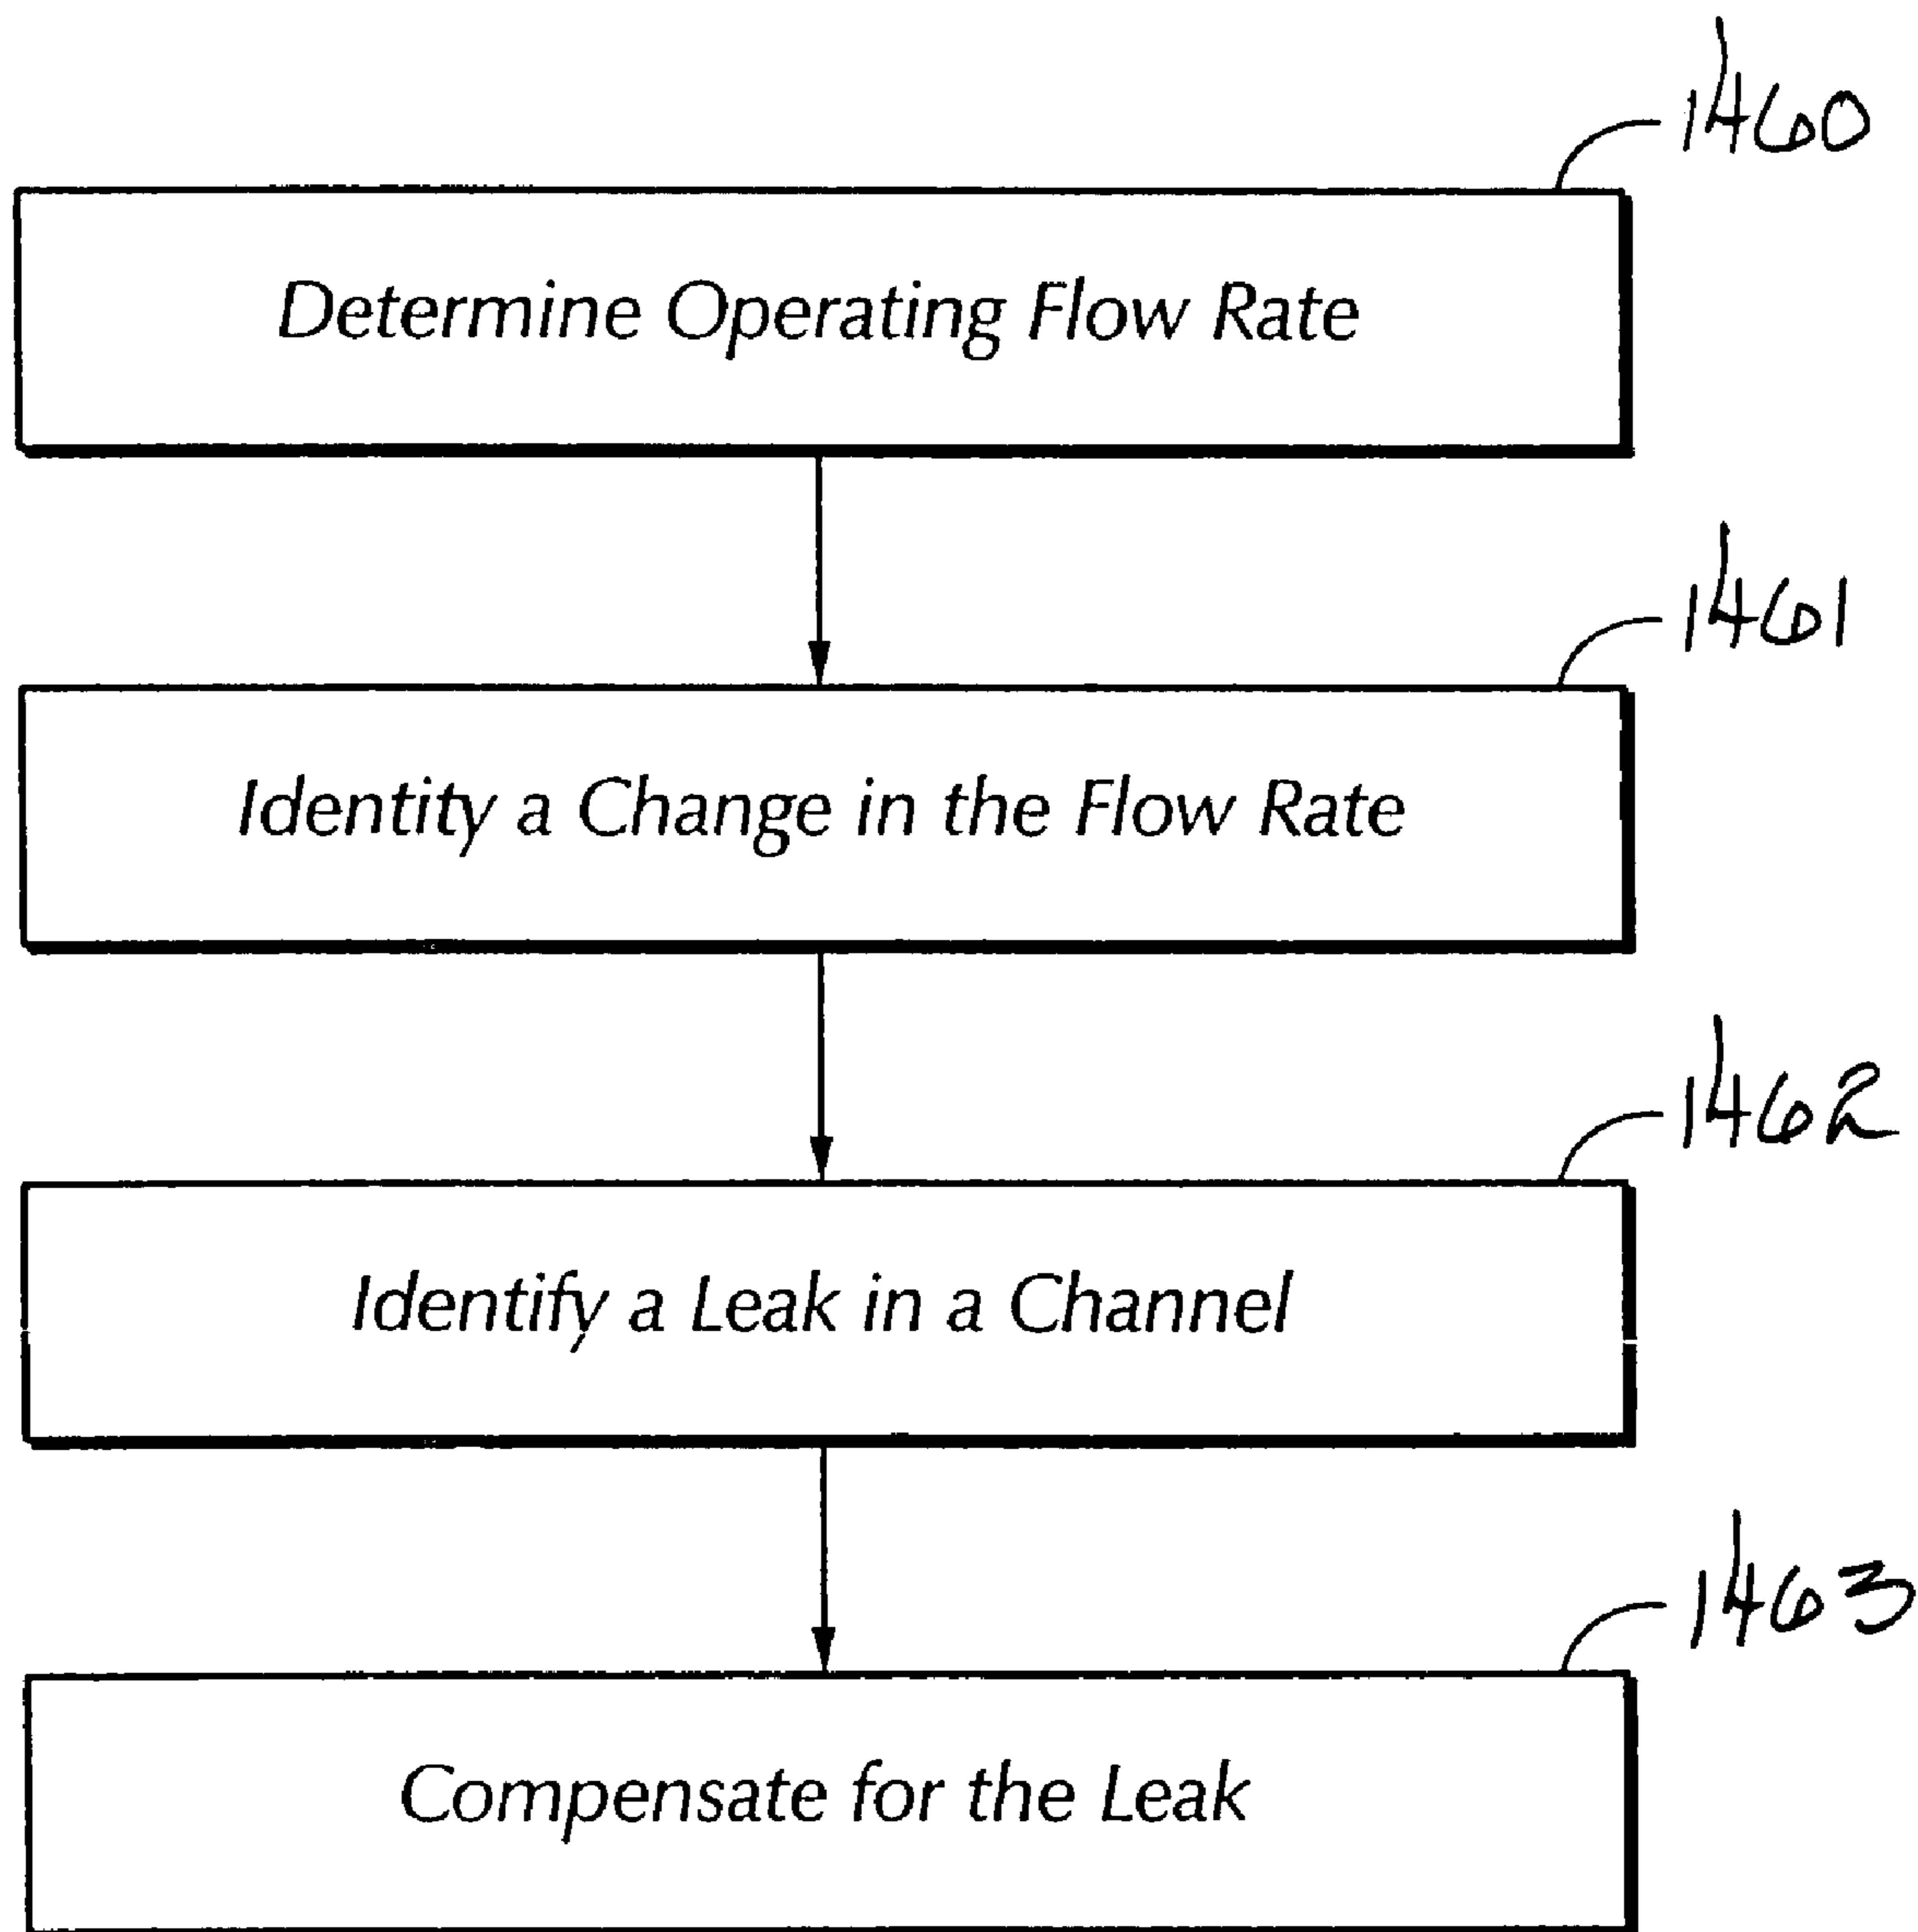 1460
Determine Operating Flow Rate
1461
Identity a Change in the Flow Rate
1462
Identify a Leak in a Channel
1463
Compensate for the Leak